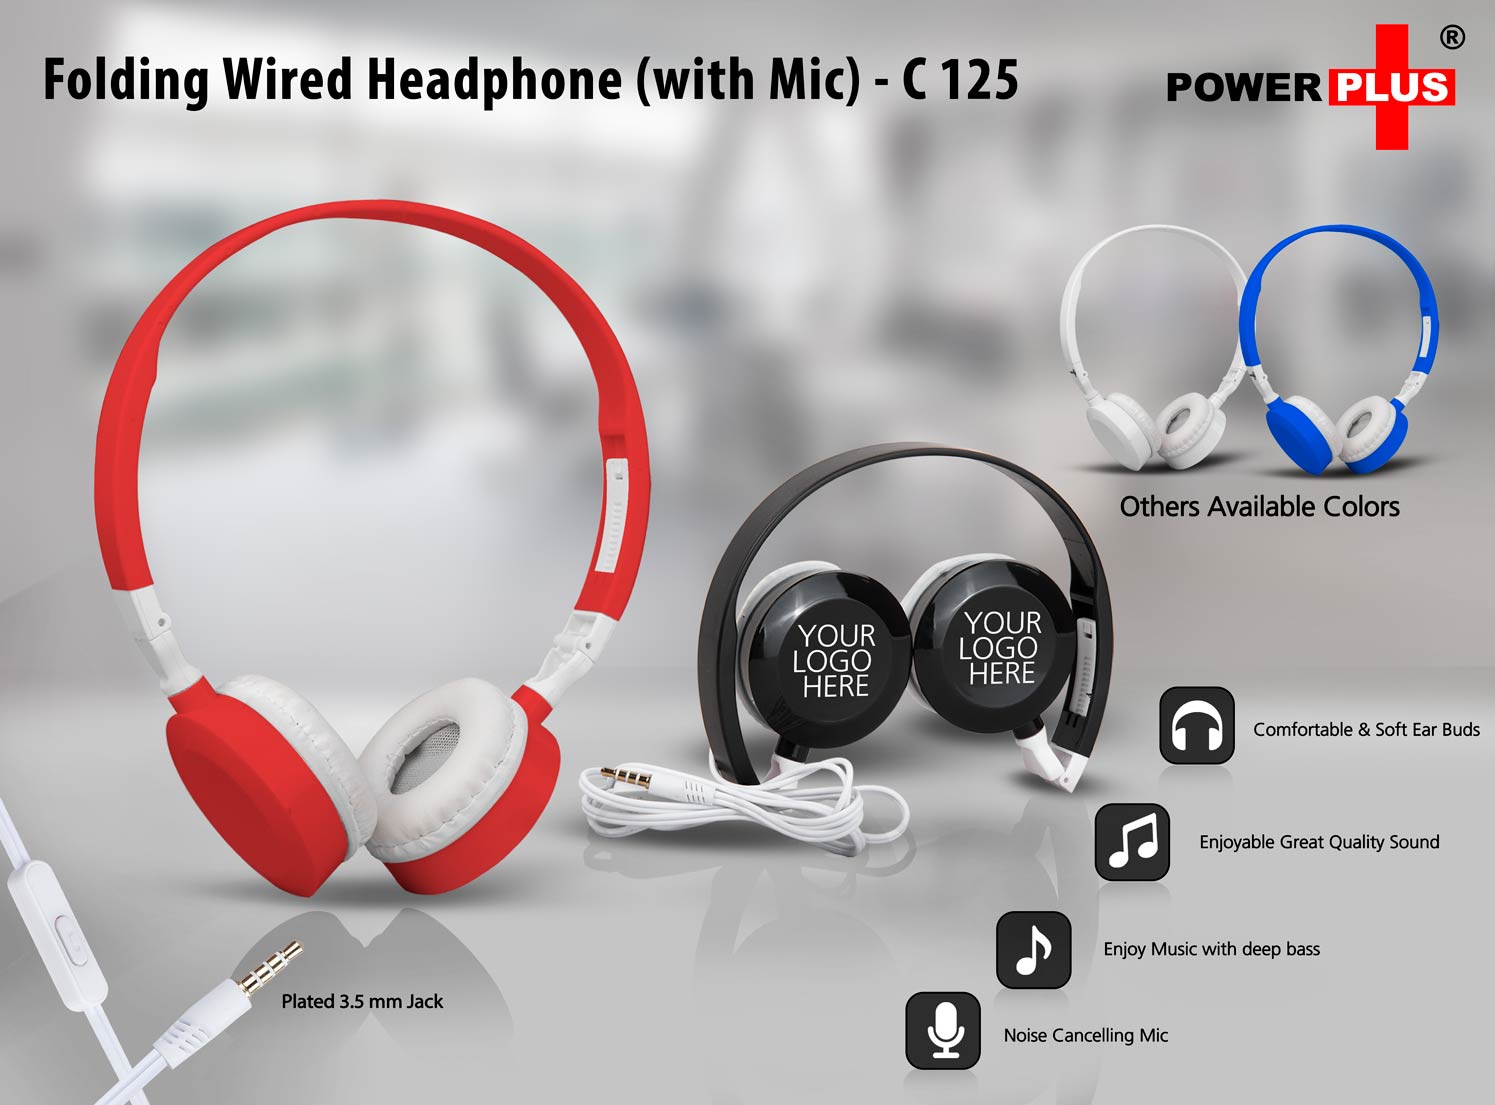 Folding Wired Headphone (with Mic) - C 125
POWER PLUS ®
Others Available Colors
YOUR
LOGO
HERE
YOUR
LOGO
HERE
Comfortable & Soft Ear Buds
Enjoyable Great Quality Sound
Enjoy Music with deep bass
Plated 3.5 mm Jack
Noise Cancelling Mic